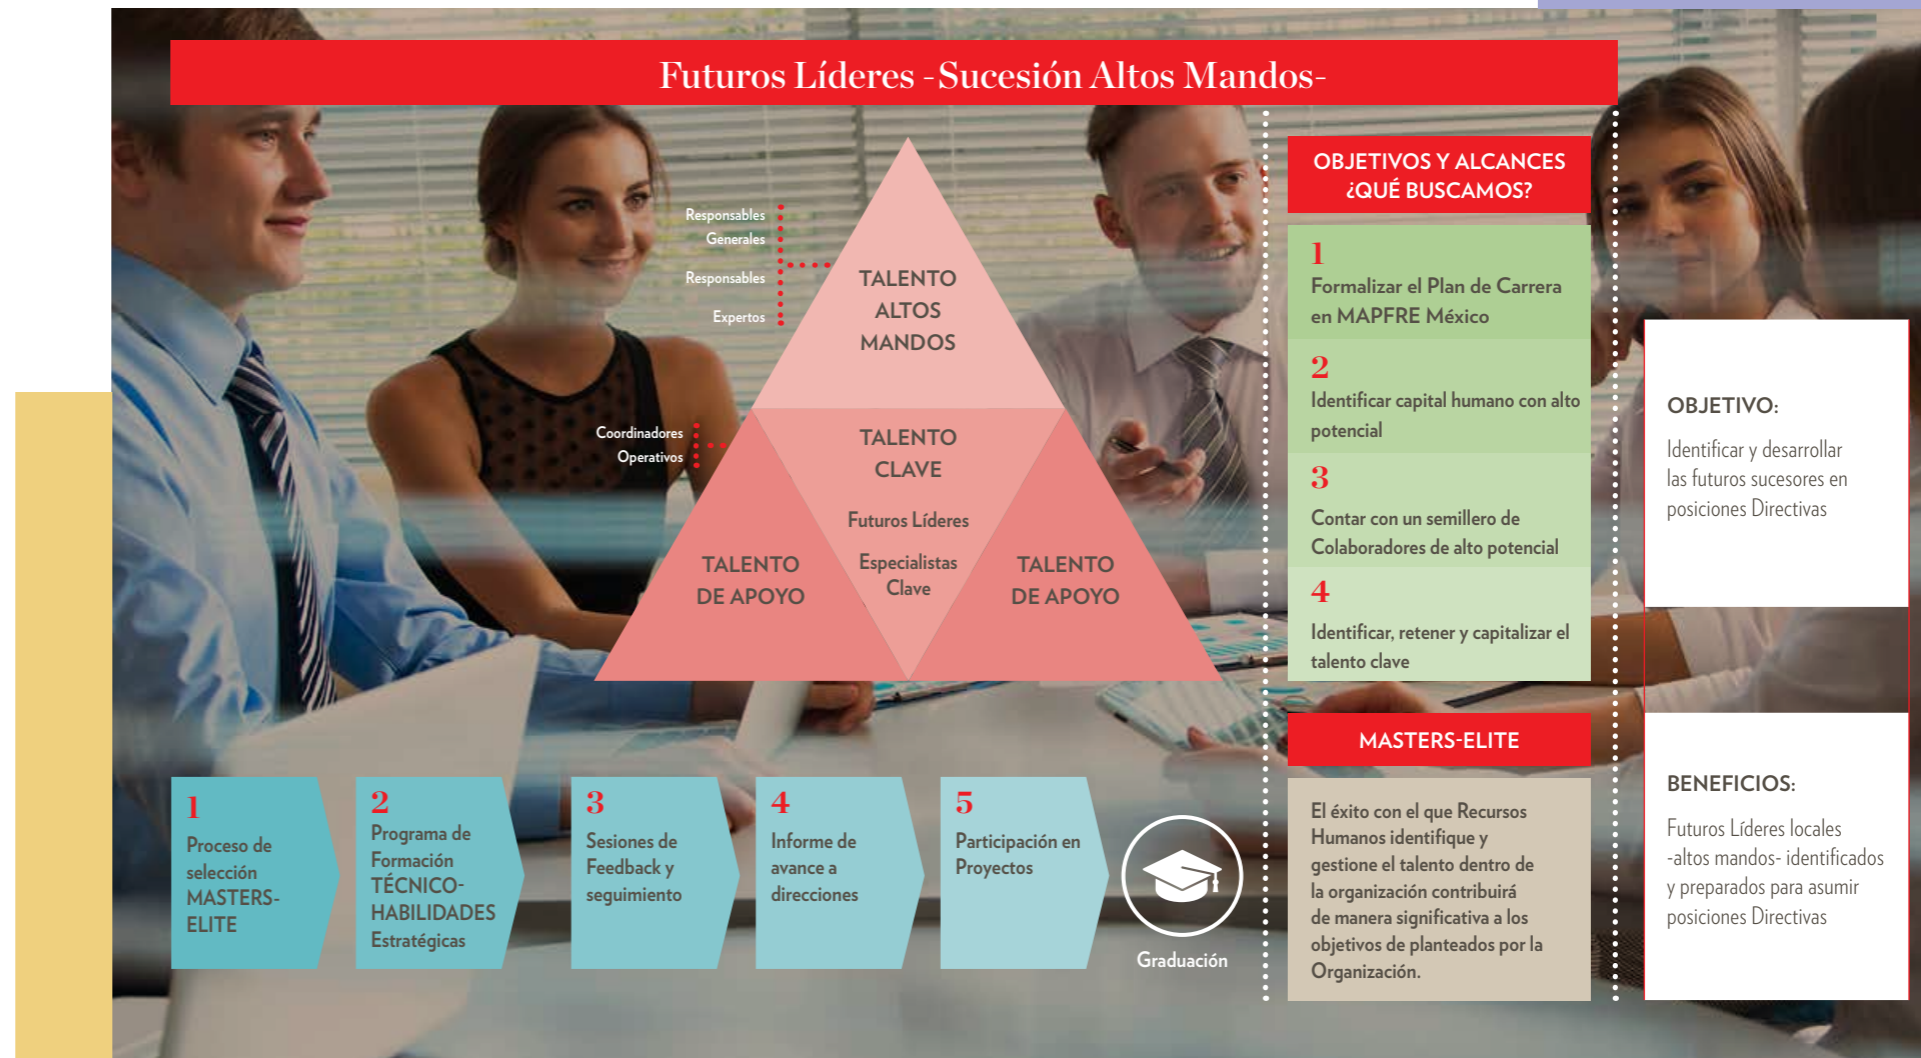 Futuros Líderes -Sucesión Altos Mandos-
Responsables
Generales
Responsables
Expertos
TALENTO
ALTOS
MANDOS
Coordinadores
Operativos
TALENTO
CLAVE
Futuros Líderes
Especialistas
Clave
TALENTO
DE APOYO
TALENTO
DE APOYO
1
Proceso de
selección
MASTERS-
ELITE
2
Programa de
Formación
TÉCNICO-
HABILIDADES
Estratégicas
3
Sesiones de
Feedback y
seguimiento
4
Informe de
avance a
direcciones
5
Participación en
Proyectos
Graduación
OBJETIVOS Y ALCANCES
¿QUÉ BUSCAMOS?
1
Formalizar el Plan de Carrera
en MAPFRE México
2
Identificar capital humano con alto
potencial
3
Contar con un semillero de
Colaboradores de alto potencial
4
Identificar, retener y capitalizar el
talento clave
MASTERS-ELITE
El éxito con el que Recursos
Humanos identifique y
gestione el talento dentro de
la organización contribuirá
de manera significativa a los
objetivos de planteados por la
Organización.
OBJETIVO:
Identificar y desarrollar
las futuros sucesores en
posiciones Directivas
BENEFICIOS:
Futuros Líderes locales
-altos mandos- identificados
y preparados para asumir
posiciones Directivas